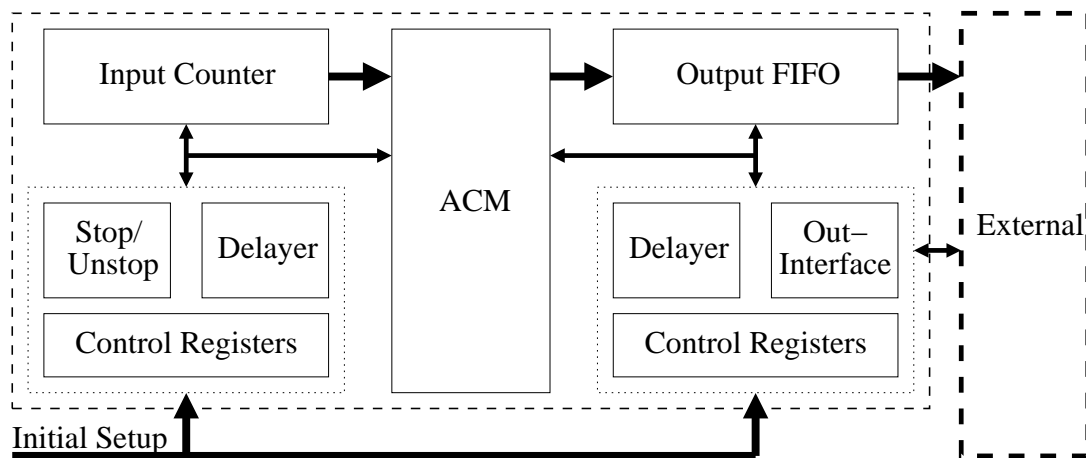 Input Counter
Output FIFO
ACM
Stop/
Unstop
Delayer
Control Registers
Delayer
Out–
Interface
Control Registers
External
Initial Setup